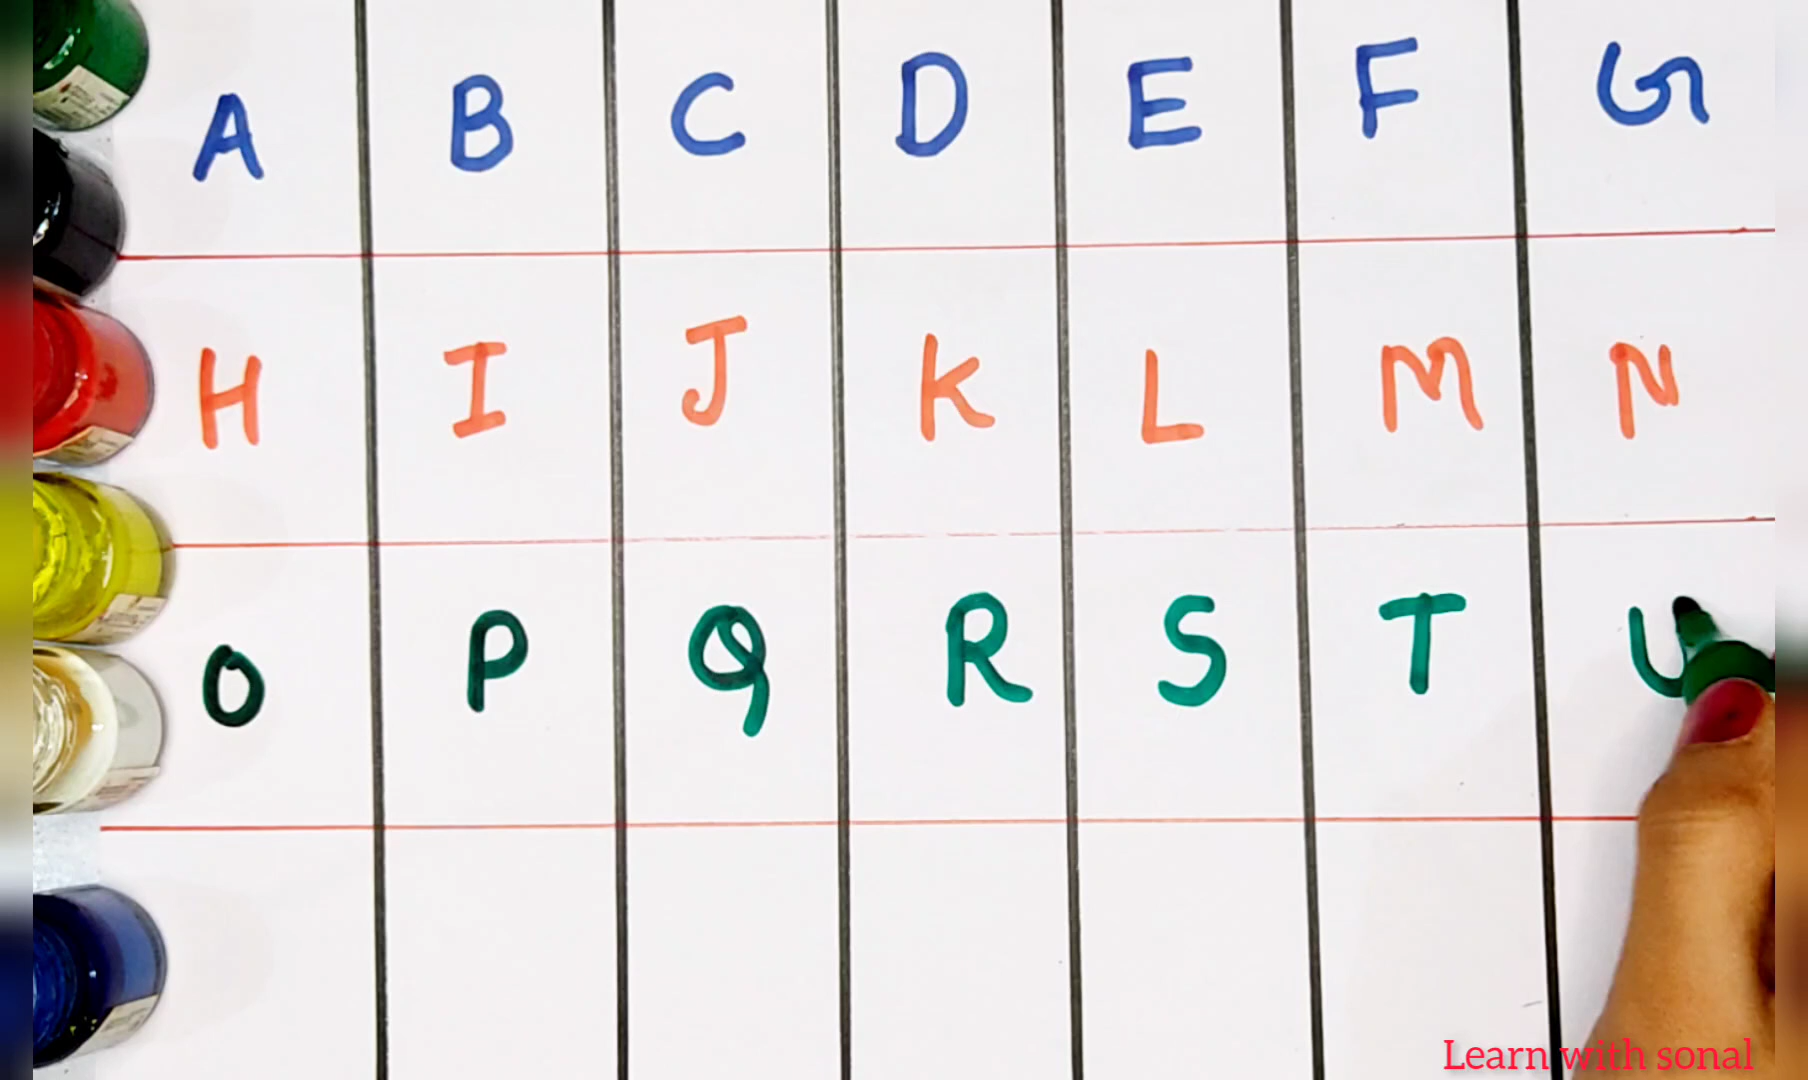 A B C D E F G
H I J K L M N
O P Q R S T U
Learn with sonal